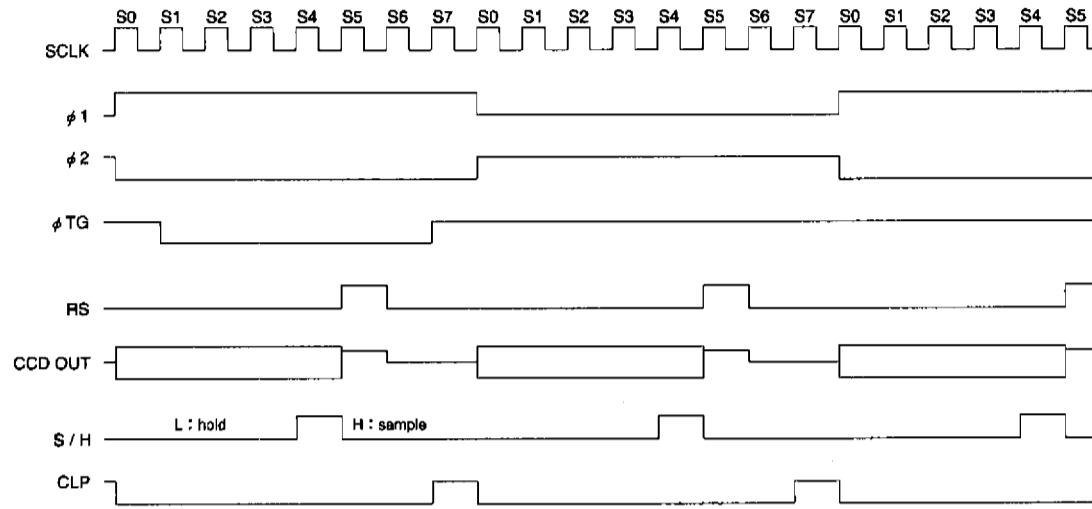 S0 S1 S2 S3 S4 S5 S6 S7 S0 S1 S2 S3 S4 S5 S6 S7 S0 S1 S2 S3 S4 S5
SCLK
ϕ1
ϕ2
ϕTG
RS
CCD OUT
L : hold H : sample
S / H
CLP